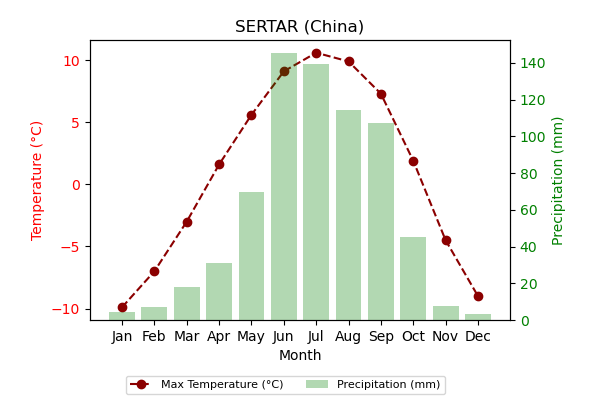 SERTAR (China)
Temperature (°C)
10
5
0
−5
−10
140
120
100
80
60
40
20
0
Precipitation (mm)
Jan Feb Mar Apr May Jun Jul Aug Sep Oct Nov Dec
Month
Max Temperature (°C) Precipitation (mm)